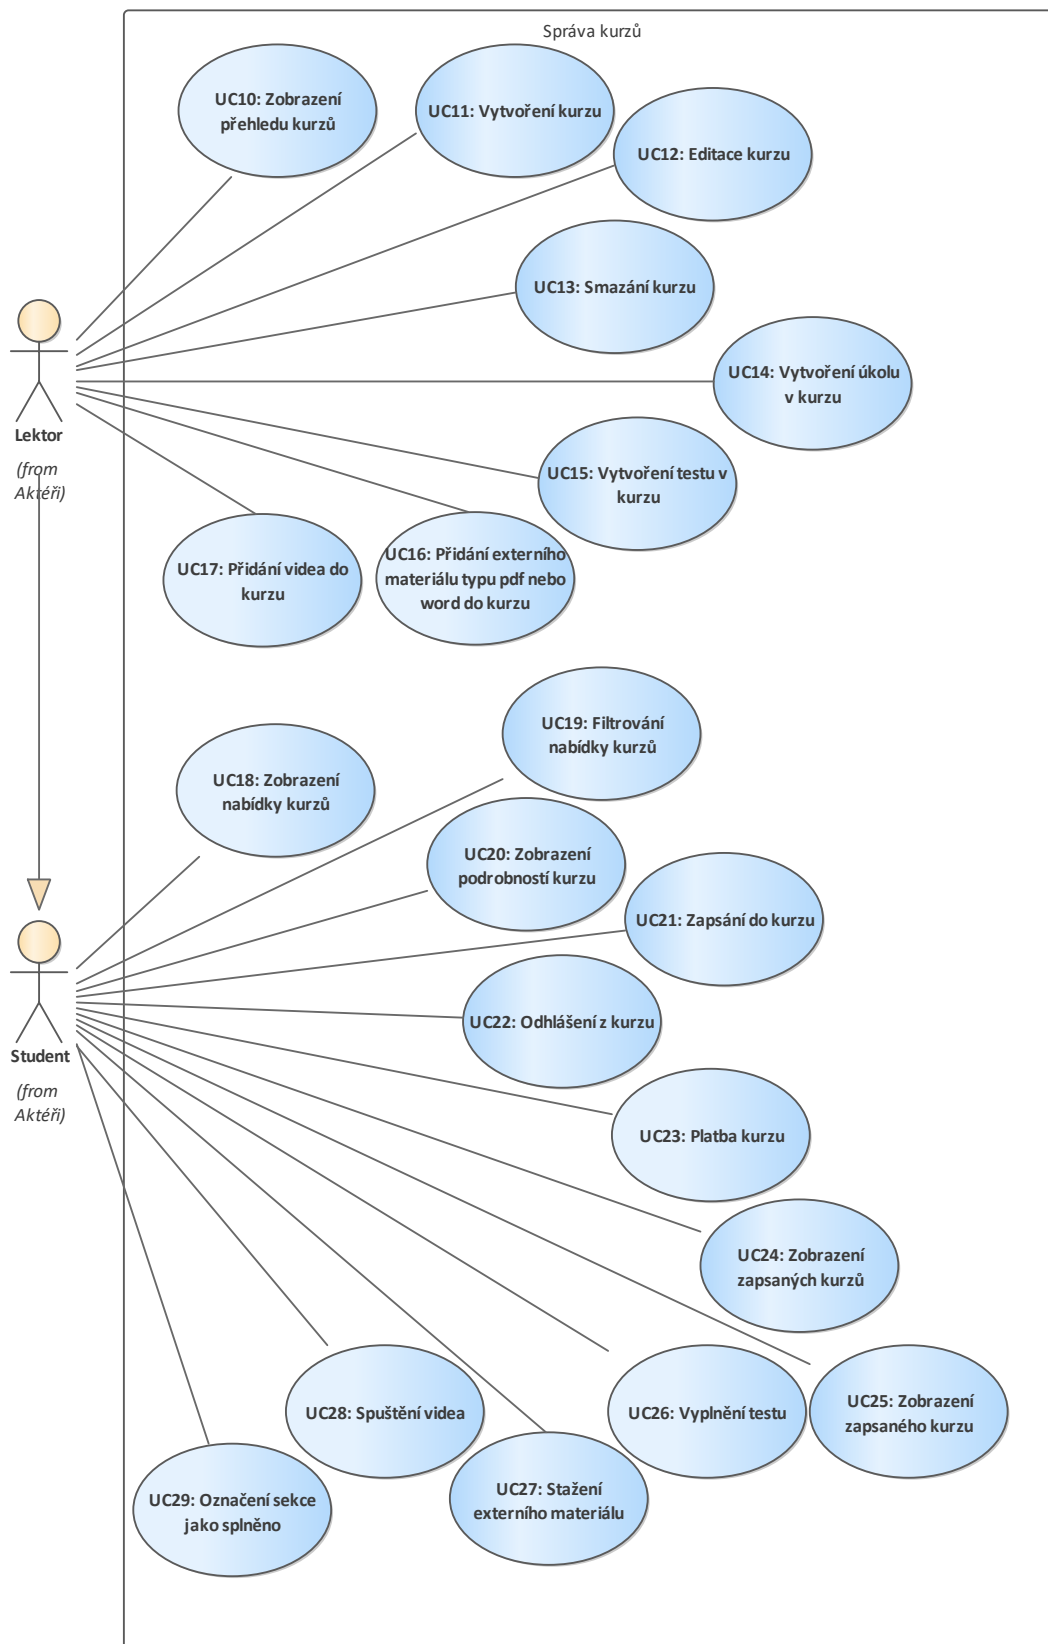 Správa kurzů
UC10: Zobrazení
přehledu kurzů
UC11: Vytvoření kurzu
UC12: Editace kurzu
UC13: Smazání kurzu
UC14: Vytvoření úkolu
v kurzu
Lektor
(from
Aktéři)
UC15: Vytvoření testu v
kurzu
UC16: Přidání externího
materiálu typu pdf nebo
word do kurzu
UC17: Přidání videa do
kurzu
UC19: Filtrování
nabídky kurzů
UC18: Zobrazení
nabídky kurzů
UC20: Zobrazení
podrobností kurzu
UC21: Zapsání do kurzu
UC22: Odhlášení z kurzu
Student
(from
Aktéři)
UC23: Platba kurzu
UC24: Zobrazení
zapsaných kurzů
UC25: Zobrazení
zapsaného kurzu
UC26: Vyplnění testu
UC28: Spuštění videa
UC27: Stažení
externího materiálu
UC29: Označení sekce
jako splněno